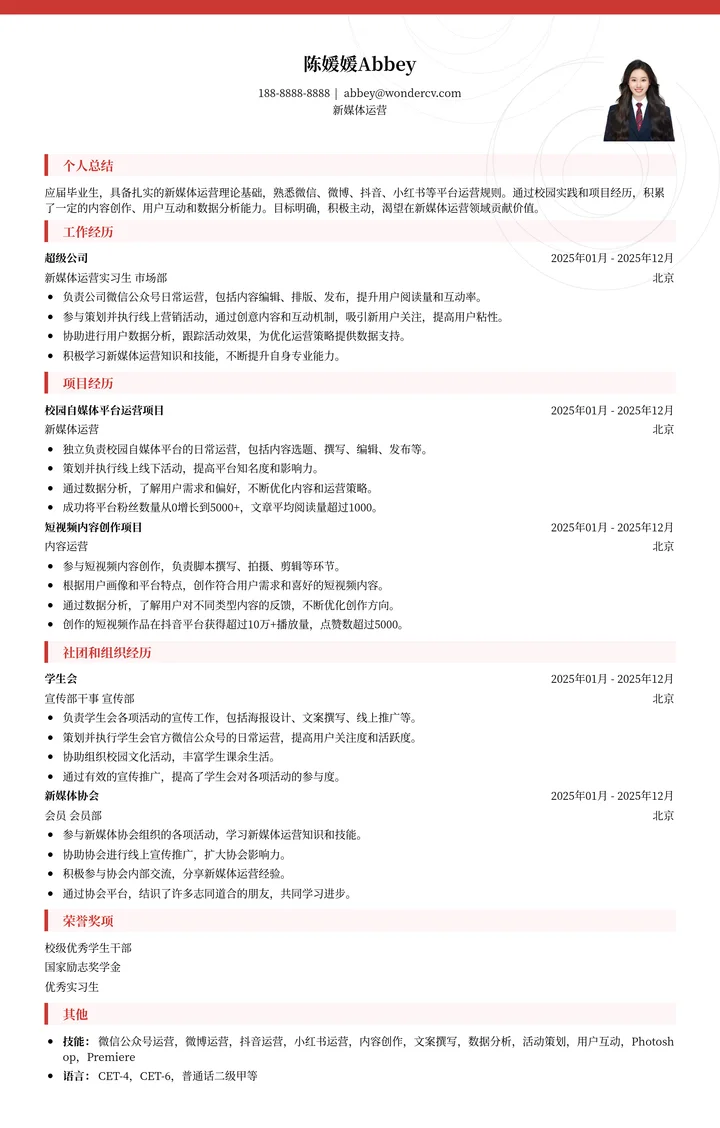 陈媛媛Abbey
188-8888-8888 | abbey@wondercv.com
新媒体运营
个人总结
应届毕业生，具备扎实的新媒体运营理论基础，熟悉微信、微博、抖音、小红书等平台运营规则。通过校园实践和项目经历，积累
了一定的内容创作、用户互动和数据分析能力。目标明确，积极主动，渴望在新媒体运营领域贡献价值。
工作经历
超级公司 2025年01月 - 2025年12月
新媒体运营实习生 市场部 北京
• 负责公司微信公众号日常运营，包括内容编辑、排版、发布，提升用户阅读量和互动率。
• 参与策划并执行线上营销活动，通过创意内容和互动机制，吸引新用户关注，提高用户粘性。
• 协助进行用户数据分析，跟踪活动效果，为优化运营策略提供数据支持。
• 积极学习新媒体运营知识和技能，不断提升自身专业能力。
项目经历
校园自媒体平台运营项目 2025年01月 - 2025年12月
新媒体运营 北京
• 独立负责校园自媒体平台的日常运营，包括内容选题、撰写、编辑、发布等。
• 策划并执行线上线下活动，提高平台知名度和影响力。
• 通过数据分析，了解用户需求和偏好，不断优化内容和运营策略。
• 成功将平台粉丝数量从0增长到5000+，文章平均阅读量超过1000。
短视频内容创作项目 2025年01月 - 2025年12月
内容运营 北京
• 参与短视频内容创作，负责脚本撰写、拍摄、剪辑等环节。
• 根据用户画像和平台特点，创作符合用户需求和喜好的短视频内容。
• 通过数据分析，了解用户对不同类型内容的反馈，不断优化创作方向。
• 创作的短视频作品在抖音平台获得超过10万+播放量，点赞数超过5000。
社团和组织经历
学生会 2025年01月 - 2025年12月
宣传部干事 宣传部 北京
• 负责学生会各项活动的宣传工作，包括海报设计、文案撰写、线上推广等。
• 策划并执行学生会官方微信公众号的日常运营，提高用户关注度和活跃度。
• 协助组织校园文化活动，丰富学生课余生活。
• 通过有效的宣传推广，提高了学生会对各项活动的参与度。
新媒体协会 2025年01月 - 2025年12月
会员 会员部 北京
• 参与新媒体协会组织的各项活动，学习新媒体运营知识和技能。
• 协助协会进行线上宣传推广，扩大协会影响力。
• 积极参与协会内部交流，分享新媒体运营经验。
• 通过协会平台，结识了许多志同道合的朋友，共同学习进步。
荣誉奖项
校级优秀学生干部
国家励志奖学金
优秀实习生
其他
• 技能： 微信公众号运营，微博运营，抖音运营，小红书运营，内容创作，文案撰写，数据分析，活动策划，用户互动，Photosh
op，Premiere
• 语言： CET-4，CET-6，普通话二级甲等